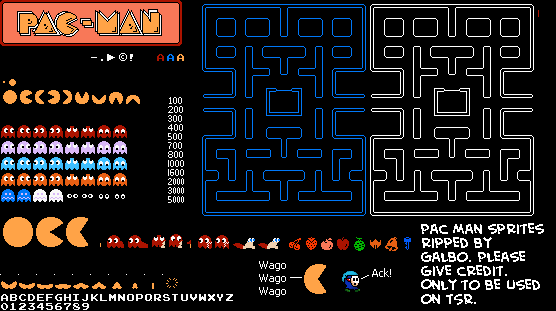 PAC-MAN
-.▶©! AAA
100
200
300
400
500
700
800
1000
1600
2000
3000
5000
PAC MAN SPRITES
RIPPED BY
GALBO. PLEASE
GIVE CREDIT.
ONLY TO BE USED
ON TSR.
Wago
Wago
Wago
Ack!
ABCDEFGHIJKLMNOPQRSTUVWXYZ
0123456789